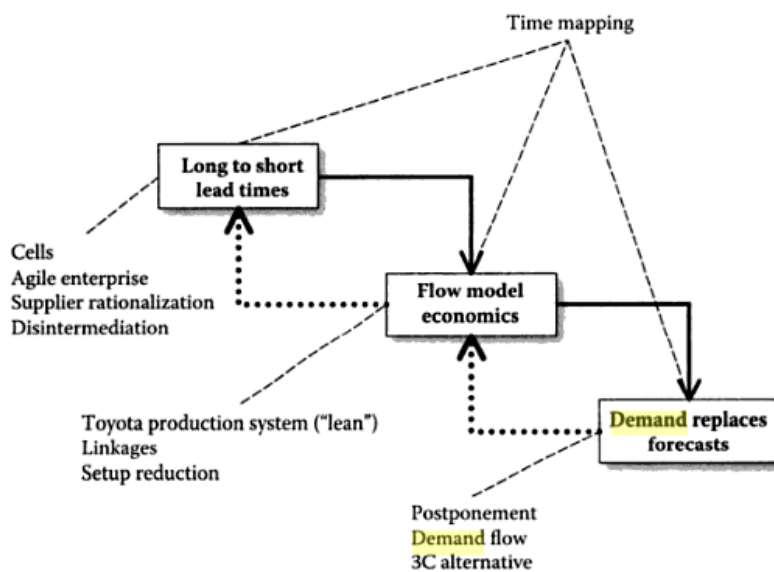 Time mapping
Long to short
lead times
Cells
Agile enterprise
Supplier rationalization
Disintermediation
Flow model
economics
Toyota production system (“lean”)
Linkages
Setup reduction
Demand replaces
forecasts
Postponement
Demand flow
3C alternative